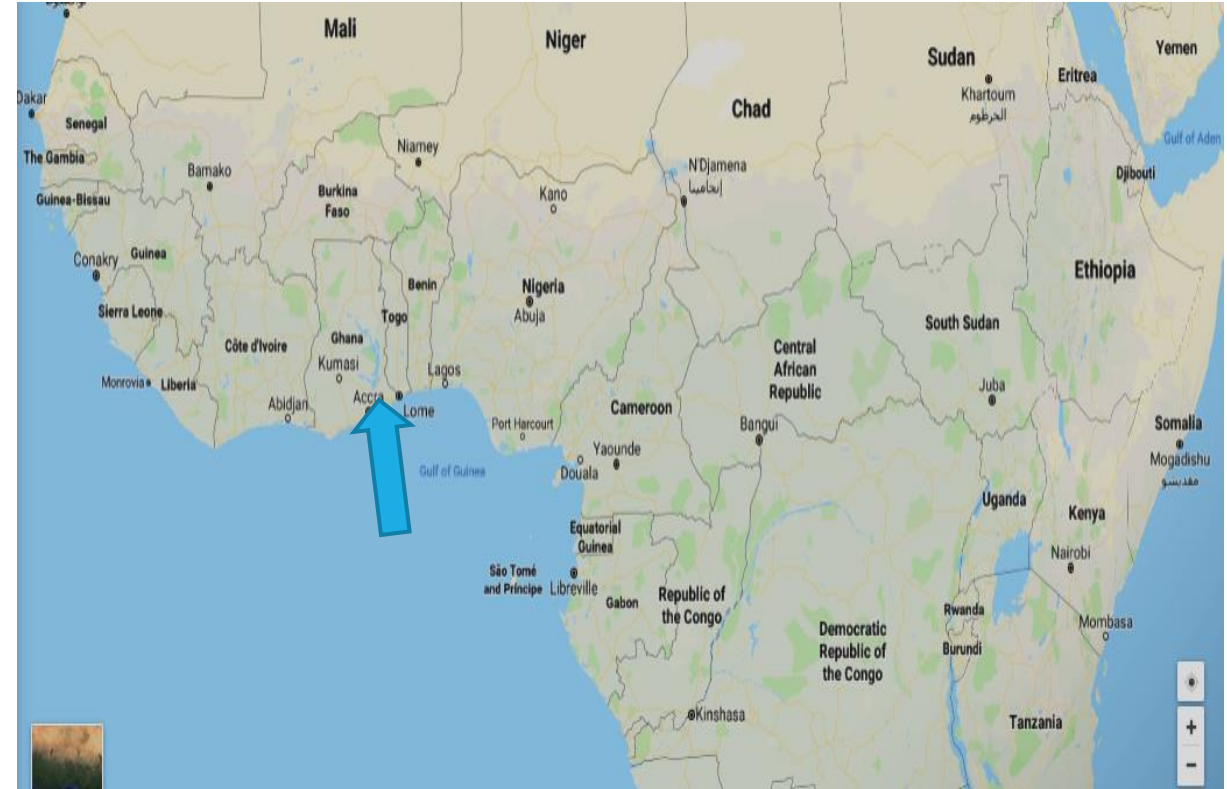 Mali
Niger
Sudan
Yemen
Eritrea
Khartoum
الخرطوم
Chad
Dakar
Senegal
Gulf of Aden
Niamey
The Gambia
Bamako
N'Djamena
إنجامينا
Djibouti
Guinea-Bissau
Burkina
Faso
Kano
Guinea
Conakry
Ethiopia
Benin
Nigeria
Abuja
Sierra Leone
Togo
South Sudan
Ghana
Côte d'Ivoire
Central
African
Republic
Kumasi
Lagos
Monrovia
Liberia
Juba
Abidjan
Accra
Lome
Cameroon
Port Harcourt
Bangui
Somalia
Yaounde
Mogadishu
مقديسو
Gulf of Guinea
Douala
Uganda
Kenya
Equatorial
Guinea
Nairobi
São Tomé
and Príncipe
Libreville
Gabon
Republic of
the Congo
Rwanda
Mombasa
Democratic
Republic of
the Congo
Burundi
Kinshasa
Tanzania
+
−